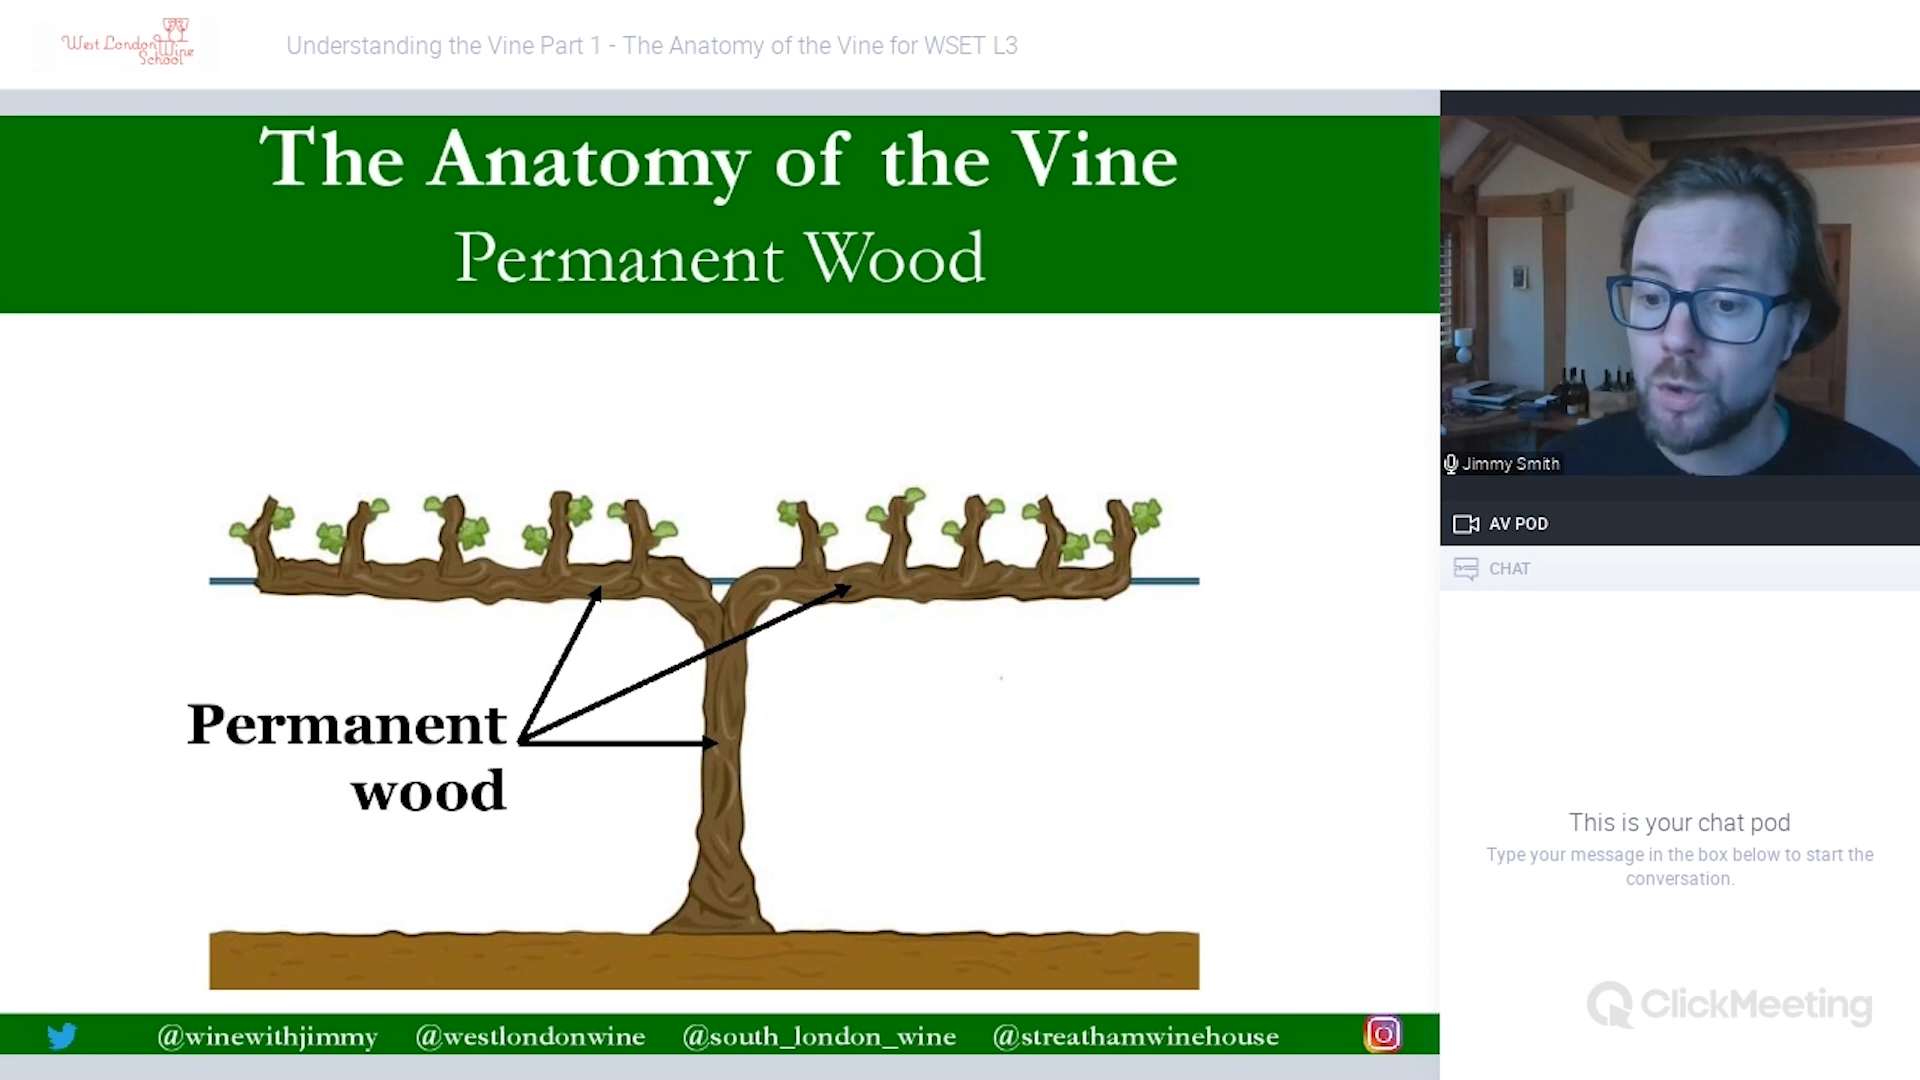 West London
Wine
School
Understanding the Vine Part 1 - The Anatomy of the Vine for WSET L3
The Anatomy of the Vine
Permanent Wood
Permanent
wood
@winewithjimmy @westlondonwine @south_london_wine @streathamwinehouse
Jimmy Smith
AV POD
CHAT
This is your chat pod
Type your message in the box below to start the
conversation.
ClickMeeting